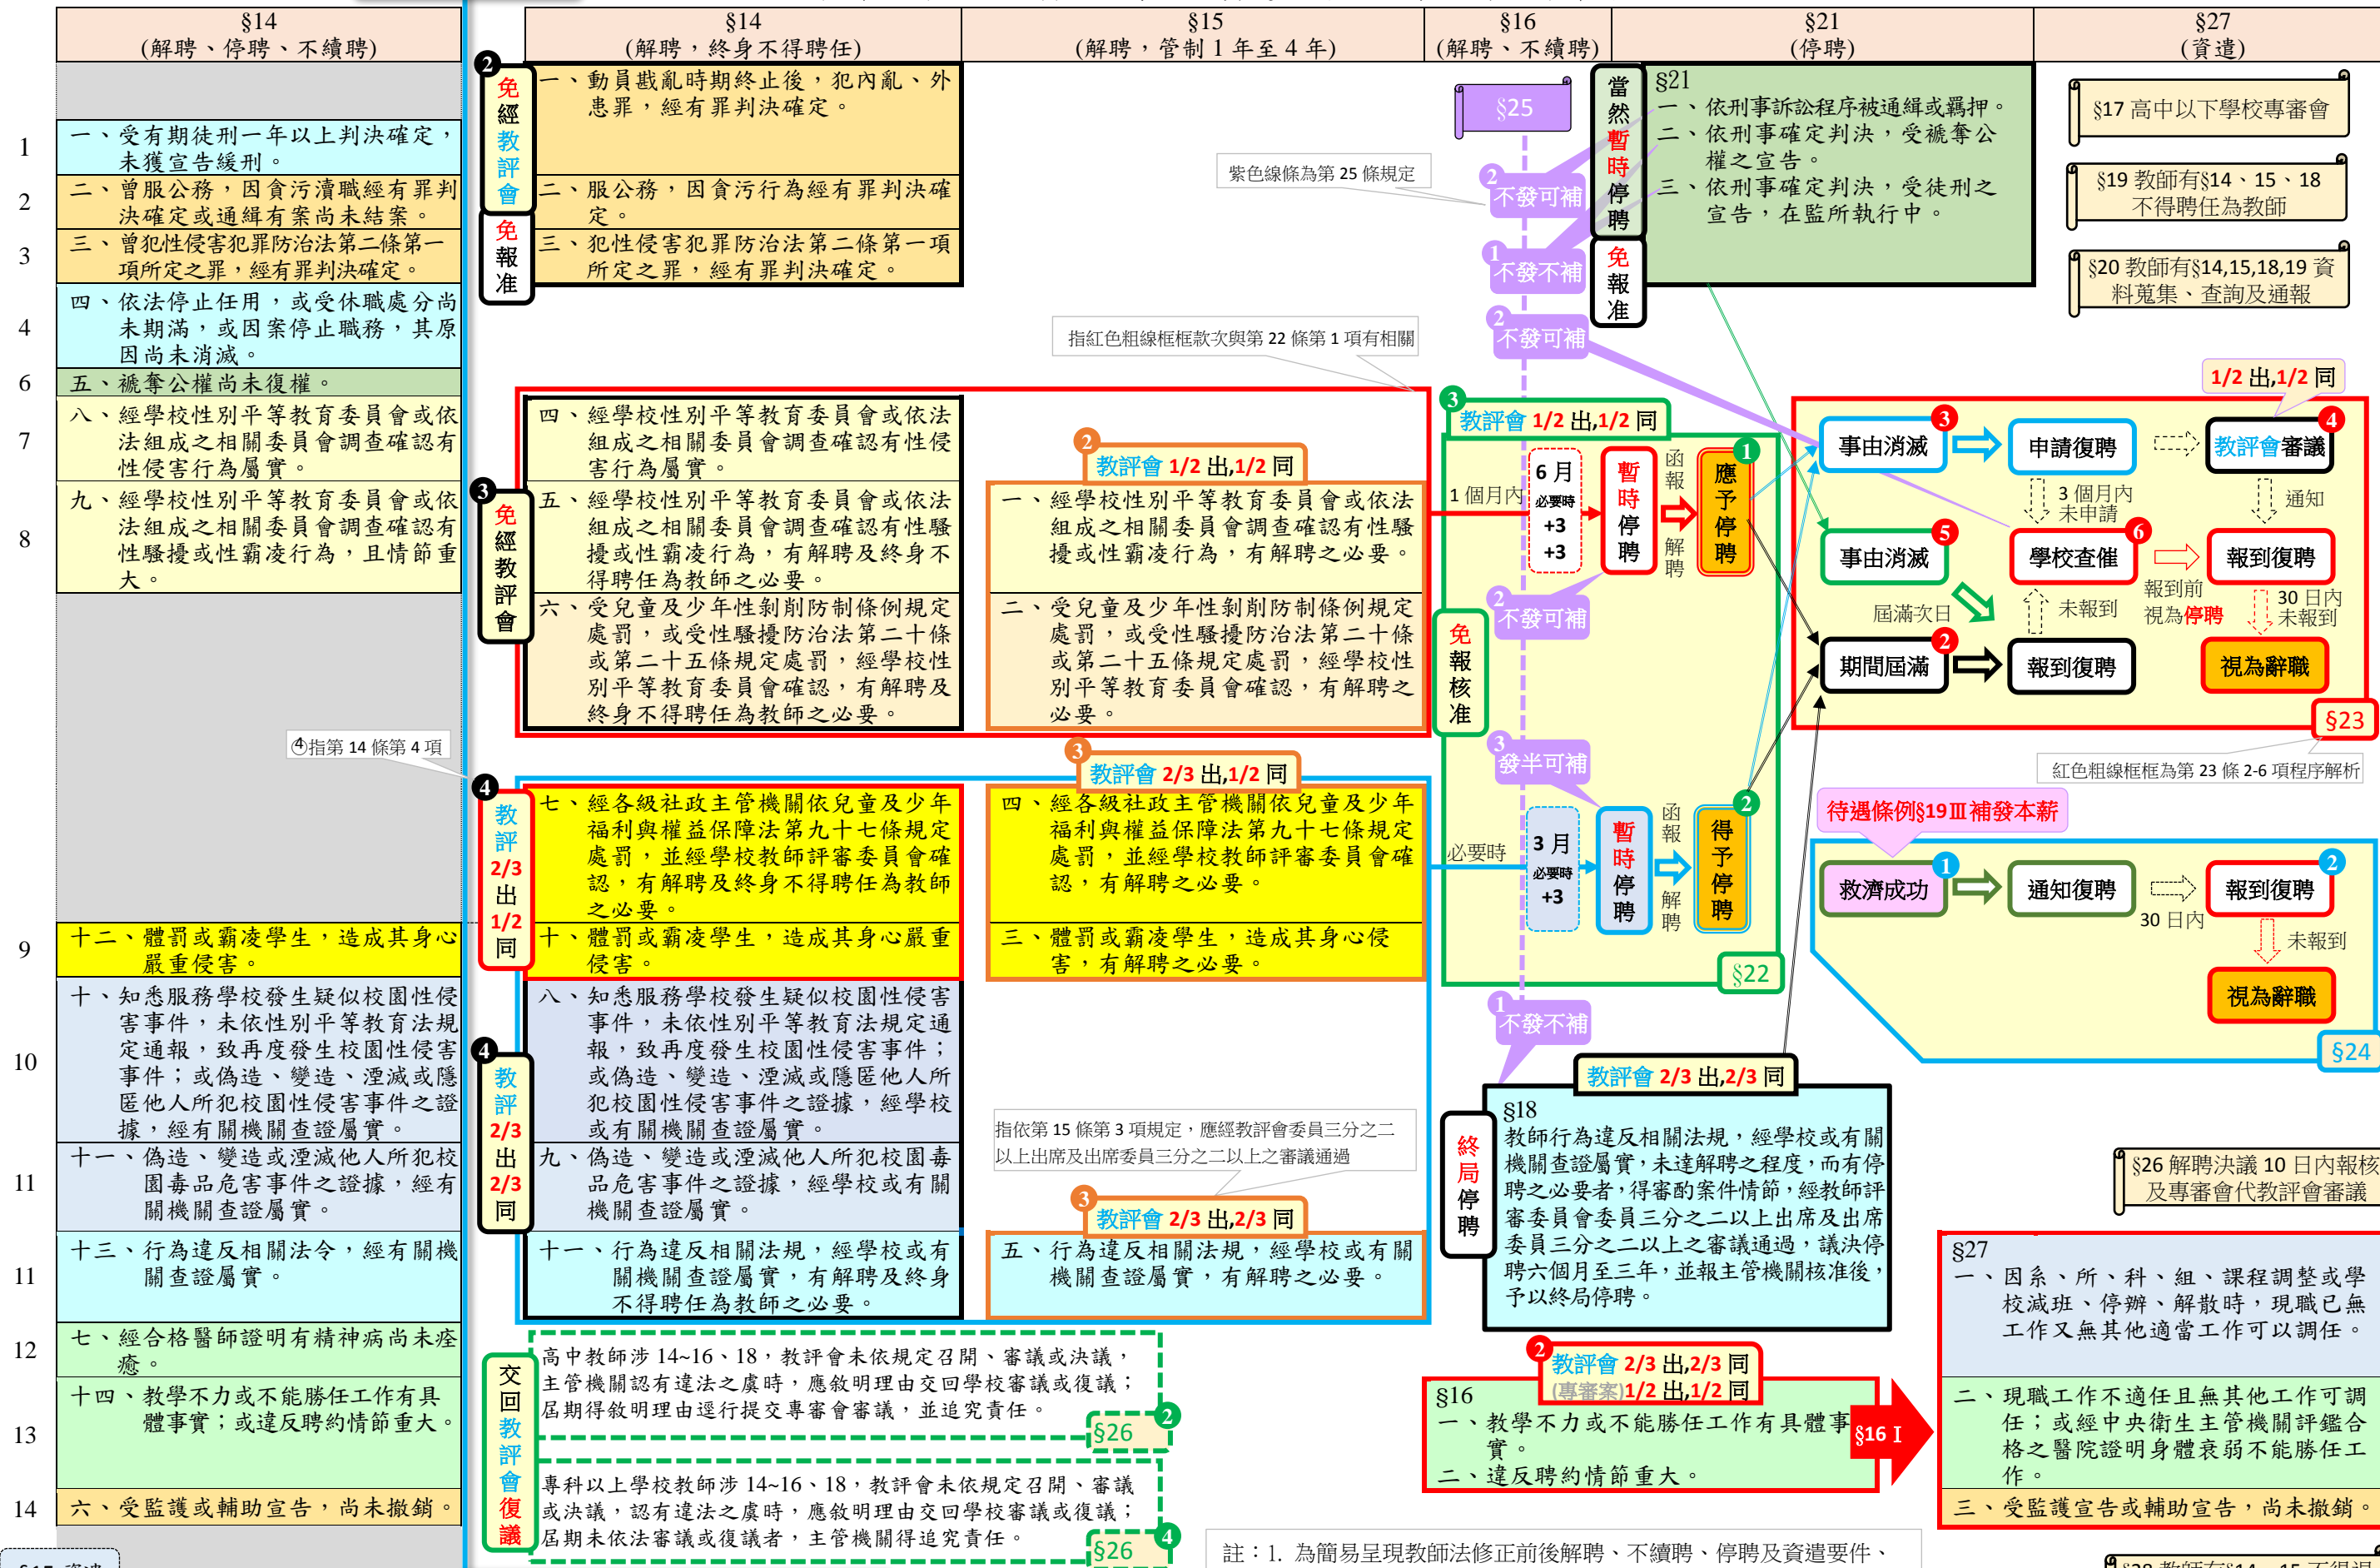 §14
(解聘、停聘、不續聘)
§14
(解聘，終身不得聘任)
§15
(解聘，管制 1 年至 4 年)
§16
(解聘、不續聘)
§21
(停聘)
§27
(資遣)
1
一、受有期徒刑一年以上判決確定，
未獲宣告緩刑。
2
二、曾服公務，因貪污瀆職經有罪判
決確定或通緝有案尚未結案。
3
三、曾犯性侵害犯罪防治法第二條第一
項所定之罪，經有罪判決確定。
4
四、依法停止任用，或受休職處分尚
未期滿，或因案停止職務，其原
因尚未消滅。
6
五、褫奪公權尚未復權。
7
八、經學校性別平等教育委員會或依
法組成之相關委員會調查確認有
性侵害行為屬實。
8
九、經學校性別平等教育委員會或依
法組成之相關委員會調查確認有
性騷擾或性霸凌行為，且情節重
大。
④指第 14 條第 4 項
9
十二、體罰或霸凌學生，造成其身心
嚴重侵害。
10
十、知悉服務學校發生疑似校園性侵
害事件，未依性別平等教育法規
定通報，致再度發生校園性侵害
事件；或偽造、變造、湮滅或隱
匿他人所犯校園性侵害事件之證
據，經有關機關查證屬實。
11
十一、偽造、變造或湮滅他人所犯校
園毒品危害事件之證據，經有
關機關查證屬實。
11
十三、行為違反相關法令，經有關機
關查證屬實。
12
七、經合格醫師證明有精神病尚未痊
癒。
13
十四、教學不力或不能勝任工作有具
體事實；或違反聘約情節重大。
14
六、受監護或輔助宣告，尚未撤銷。
2
免經教評會
免報准
一、動員戡亂時期終止後，犯內亂、外
患罪，經有罪判決確定。
二、服公務，因貪污行為經有罪判決確
定。
三、犯性侵害犯罪防治法第二條第一項
所定之罪，經有罪判決確定。
指紅色粗線框框款次與第 22 條第 1 項有相關
3
免經教評會
四、經學校性別平等教育委員會或依法
組成之相關委員會調查確認有性侵
害行為屬實。
五、經學校性別平等教育委員會或依法
組成之相關委員會調查確認有性騷
擾或性霸凌行為，有解聘及終身不
得聘任為教師之必要。
六、受兒童及少年性剝削防制條例規定
處罰，或受性騷擾防治法第二十條
或第二十五條規定處罰，經學校性
別平等教育委員會確認，有解聘及
終身不得聘任為教師之必要。
2
教評會 1/2 出,1/2 同
一、經學校性別平等教育委員會或依法
組成之相關委員會調查確認有性騷
擾或性霸凌行為，有解聘之必要。
二、受兒童及少年性剝削防制條例規定
處罰，或受性騷擾防治法第二十條
或第二十五條規定處罰，經學校性
別平等教育委員會確認，有解聘之
必要。
4
教評 2/3 出 1/2 同
七、經各級社政主管機關依兒童及少年
福利與權益保障法第九十七條規定
處罰，並經學校教師評審委員會確
認，有解聘及終身不得聘任為教師
之必要。
十、體罰或霸凌學生，造成其身心嚴重
侵害。
3
教評會 2/3 出,1/2 同
四、經各級社政主管機關依兒童及少年
福利與權益保障法第九十七條規定
處罰，並經學校教師評審委員會確
認，有解聘之必要。
三、體罰或霸凌學生，造成其身心侵
害，有解聘之必要。
4
教評 2/3 出 2/3 同
八、知悉服務學校發生疑似校園性侵害
事件，未依性別平等教育法規定通
報，致再度發生校園性侵害事件；
或偽造、變造、湮滅或隱匿他人所
犯校園性侵害事件之證據，經學校
或有關機關查證屬實。
九、偽造、變造或湮滅他人所犯校園毒
品危害事件之證據，經學校或有關
機關查證屬實。
十一、行為違反相關法規，經學校或有
關機關查證屬實，有解聘及終身
不得聘任為教師之必要。
指依第 15 條第 3 項規定，應經教評會委員三分之二
以上出席及出席委員三分之二以上之審議通過
3
教評會 2/3 出,2/3 同
五、行為違反相關法規，經學校或有關
機關查證屬實，有解聘之必要。
交回教評會復議
高中教師涉 14~16、18，教評會未依規定召開、審議或決議，
主管機關認有違法之虞時，應敘明理由交回學校審議或復議；
屆期得敘明理由逕行提交專審會審議，並追究責任。
§26
2
專科以上學校教師涉 14~16、18，教評會未依規定召開、審議
或決議，認有違法之虞時，應敘明理由交回學校審議或復議；
屆期未依法審議或復議者，主管機關得追究責任。
§26
4
§25
紫色線條為第 25 條規定
2
不發可補
1
不發不補
2
不發可補
當然暫時停聘
免報准
§21
一、依刑事訴訟程序被通緝或羈押。
二、依刑事確定判決，受褫奪公
權之宣告。
三、依刑事確定判決，受徒刑之
宣告，在監所執行中。
§17 高中以下學校專審會
§19 教師有§14、15、18
不得聘任為教師
§20 教師有§14,15,18,19 資
料蒐集、查詢及通報
3
教評會 1/2 出,1/2 同
1 個月內
6 月
必要時
+3
+3
暫時停聘
函報
解聘
1
應予停聘
2
不發可補
免報核准
3
發半可補
必要時
3 月
必要時
+3
暫時停聘
函報
解聘
2
得予停聘
§22
1/2 出,1/2 同
事由消滅
3
申請復聘
教評會審議
4
3 個月內
未申請
通知
事由消滅
5
學校查催
6
報到復聘
報到前
視為停聘
屆滿次日
未報到
30 日內
未報到
期間屆滿
2
報到復聘
視為辭職
§23
紅色粗線框框為第 23 條 2-6 項程序解析
待遇條例§19Ⅲ補發本薪
救濟成功
1
通知復聘
30 日內
報到復聘
2
未報到
視為辭職
§24
1
不發不補
教評會 2/3 出,2/3 同
終局停聘
§18
教師行為違反相關法規，經學校或有關
機關查證屬實，未達解聘之程度，而有停
聘之必要者，得審酌案件情節，經教師評
審委員會委員三分之二以上出席及出席
委員三分之二以上之審議通過，議決停
聘六個月至三年，並報主管機關核准後，
予以終局停聘。
§26 解聘決議 10 日內報核
及專審會代教評會審議
2
教評會 2/3 出,2/3 同
(專審案)1/2 出,1/2 同
§16
一、教學不力或不能勝任工作有具體事
實。
二、違反聘約情節重大。
§16 I
§27
一、因系、所、科、組、課程調整或學
校減班、停辦、解散時，現職已無
工作又無其他適當工作可以調任。
二、現職工作不適任且無其他工作可調
任；或經中央衛生主管機關評鑑合
格之醫院證明身體衰弱不能勝任工
作。
三、受監護宣告或輔助宣告，尚未撤銷。
註：1. 為簡易呈現教師法修正前後解聘、不續聘、停聘及資遣要件、